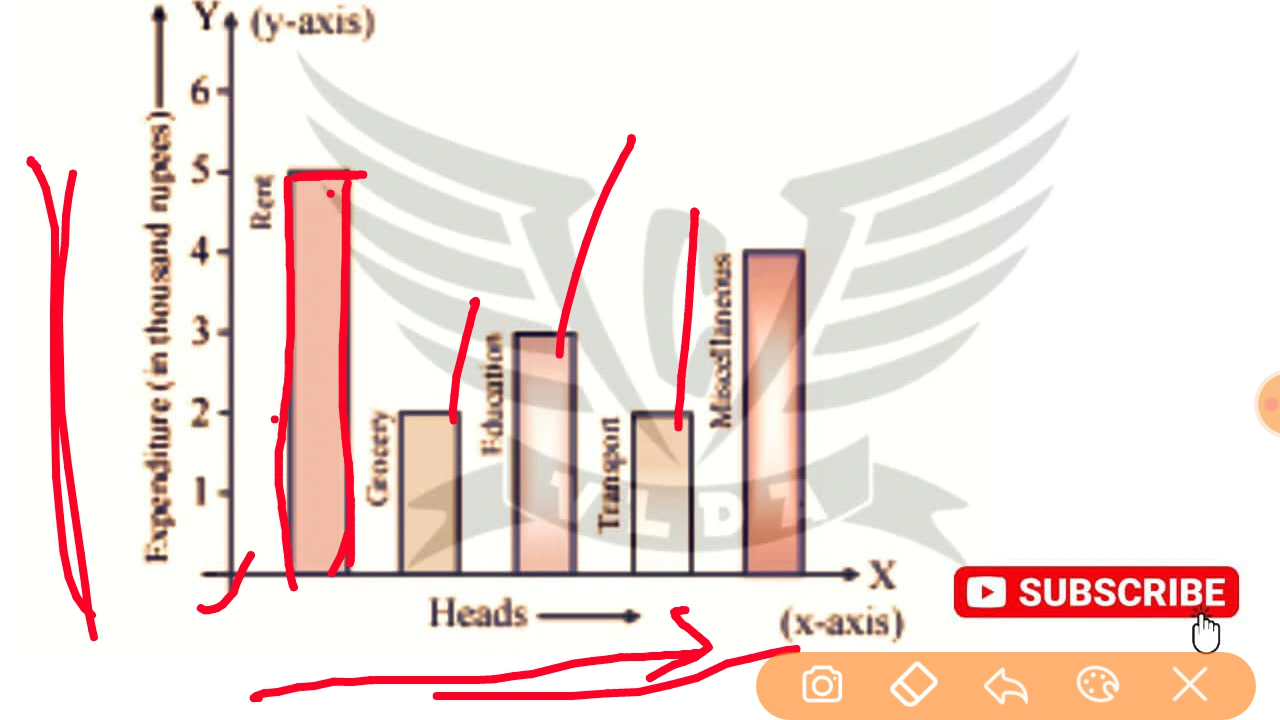 Y (y-axis)
6
5
4
3
2
1
Expenditure (in thousand rupees)
Rent
Grocery
Education
Transport
Miscellaneous
X
Heads
(x-axis)
SUBSCRIBE
YLDA